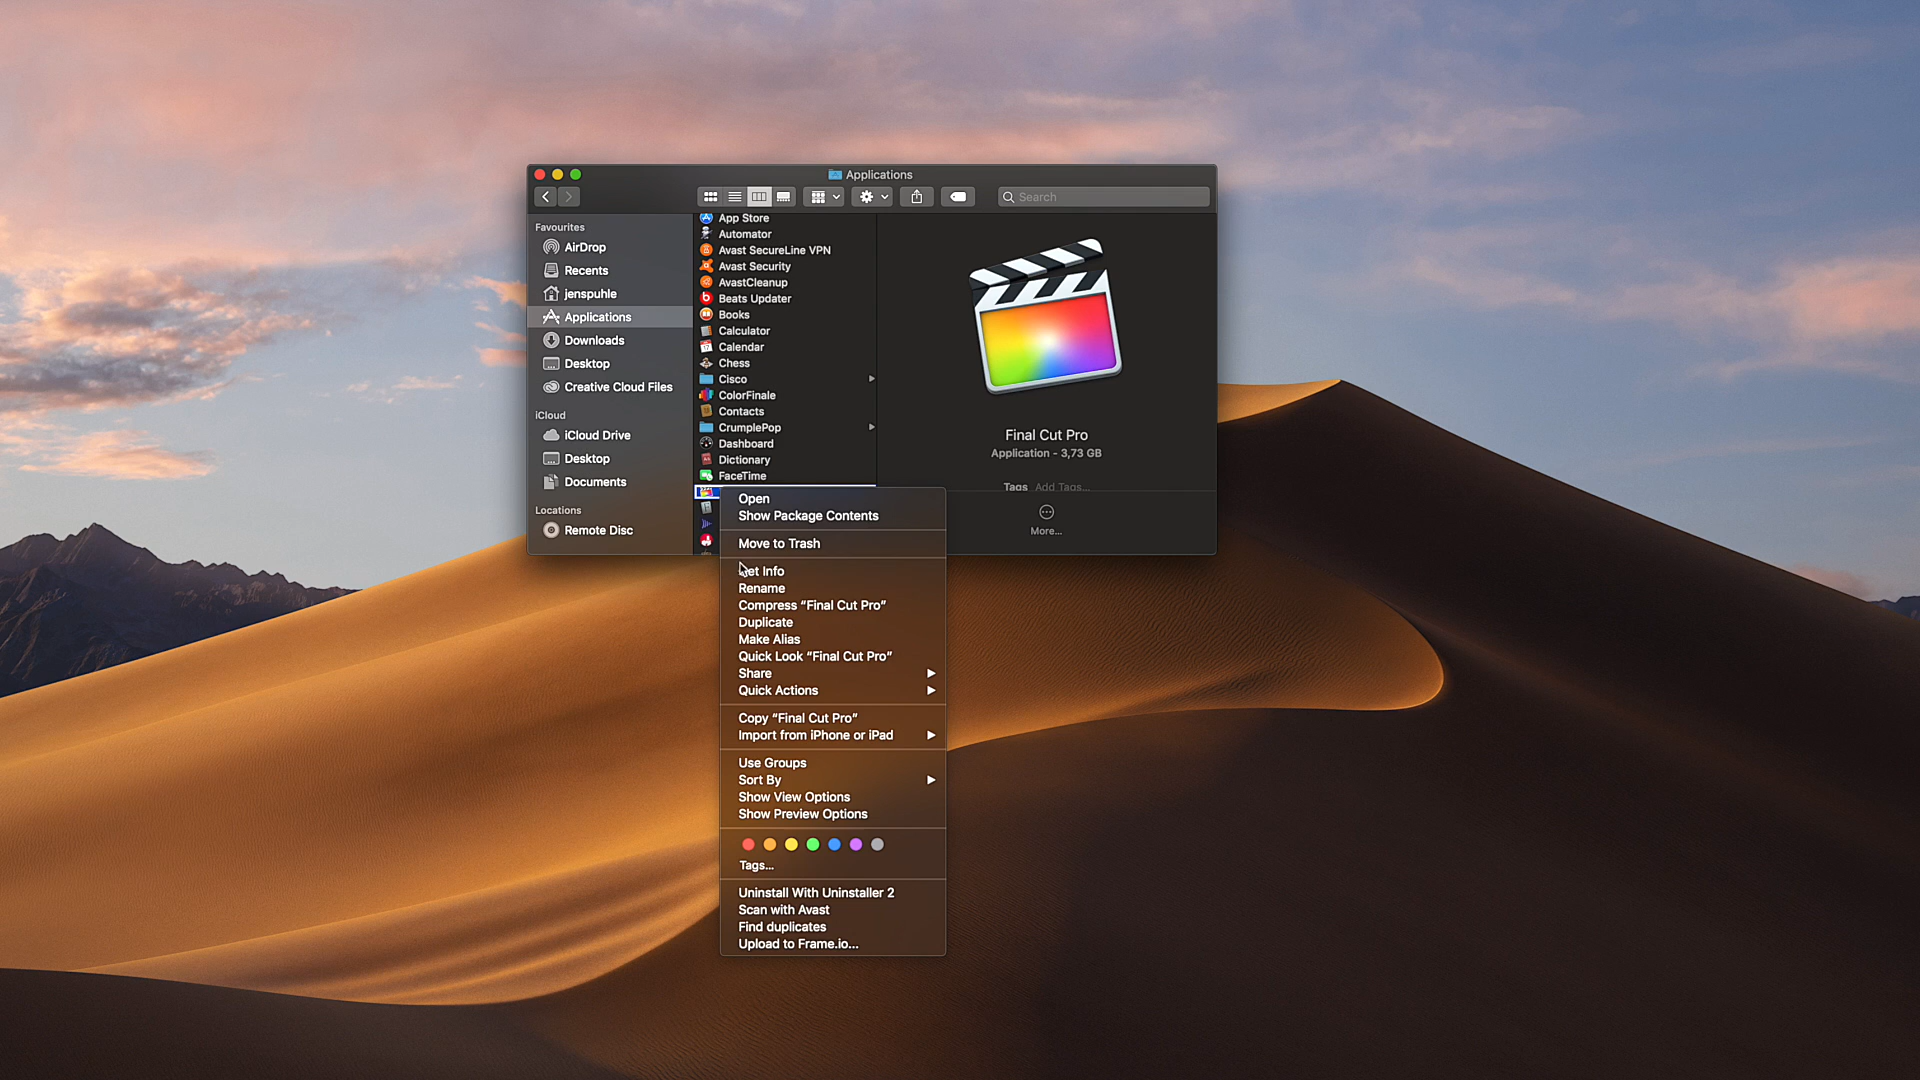 Applications
Search
Favourites
AirDrop
Recents
jenspuhle
Applications
Downloads
Desktop
Creative Cloud Files
iCloud
iCloud Drive
Desktop
Documents
Locations
Remote Disc
App Store
Automator
Avast SecureLine VPN
Avast Security
AvastCleanup
Beats Updater
Books
Calculator
Calendar
Chess
Cisco
ColorFinale
Contacts
CrumplePop
Dashboard
Dictionary
FaceTime
Final Cut Pro
Application - 3,73 GB
Tags Add Tags...
More...
Open
Show Package Contents
Move to Trash
Get Info
Rename
Compress “Final Cut Pro”
Duplicate
Make Alias
Quick Look “Final Cut Pro”
Share
Quick Actions
Copy “Final Cut Pro”
Import from iPhone or iPad
Use Groups
Sort By
Show View Options
Show Preview Options
Tags...
Uninstall With Uninstaller 2
Scan with Avast
Find duplicates
Upload to Frame.io...